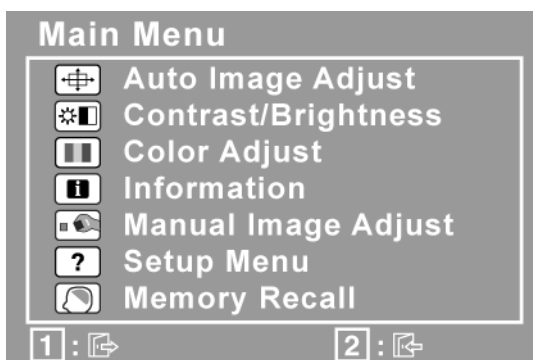 Main Menu
Auto Image Adjust
Contrast/Brightness
Color Adjust
i Information
Manual Image Adjust
? Setup Menu
Memory Recall
1 : 2 :